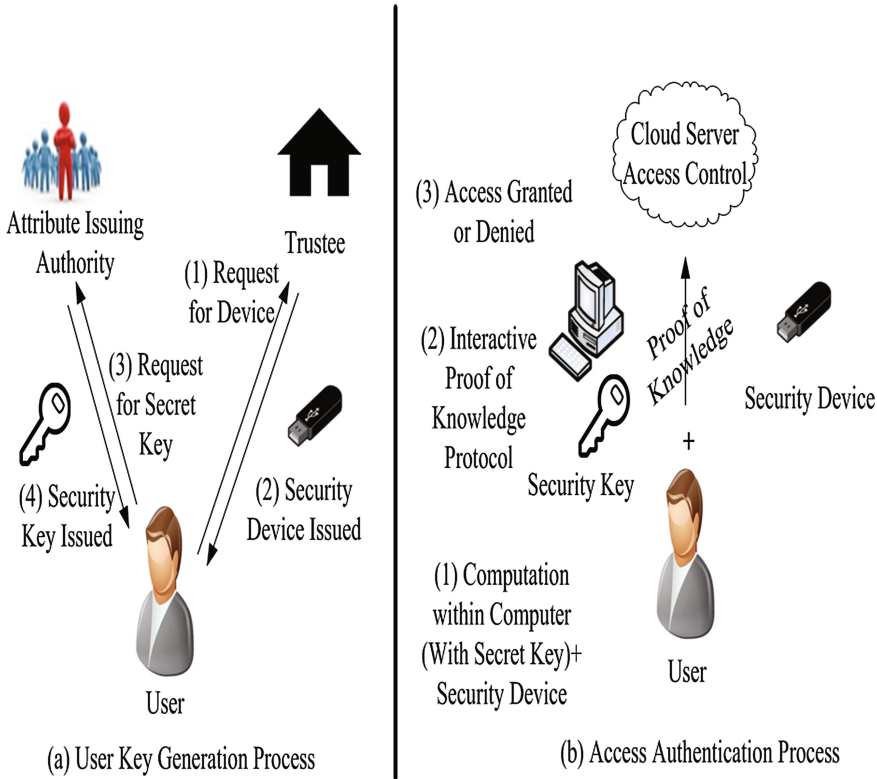 Attribute Issuing
Authority
Trustee
(1) Request
for Device
(3) Request
for Secret
Key
(4) Security
Key Issued
(2) Security
Device Issued
User
(a) User Key Generation Process
Cloud Server
Access Control
(3) Access Granted
or Denied
(2) Interactive
Proof of
Knowledge
Protocol
Proof of
Knowledge
Security Device
+
Security Key
(1) Computation
within Computer
(With Secret Key)+
Security Device
User
(b) Access Authentication Process